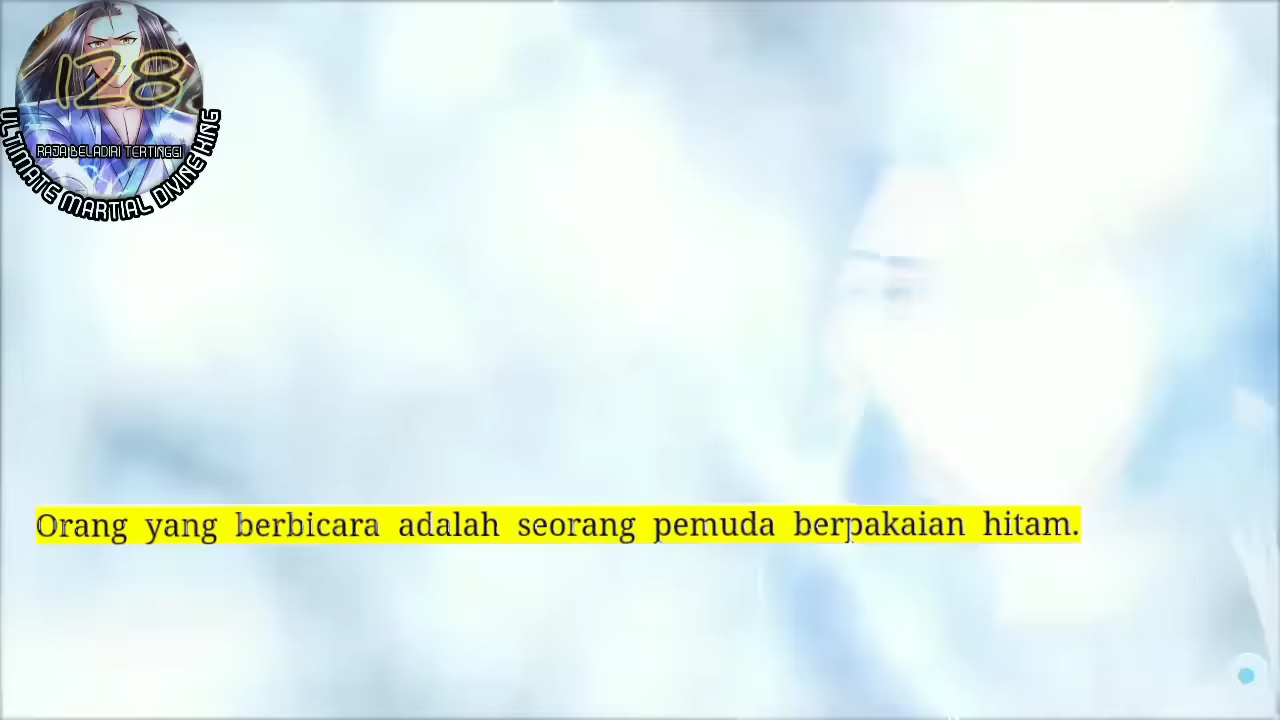 128
RAJA BELADIRI TERTINGGI
ULTIMATE MARTIAL DIVINE KING
Orang yang berbicara adalah seorang pemuda berpakaian hitam.